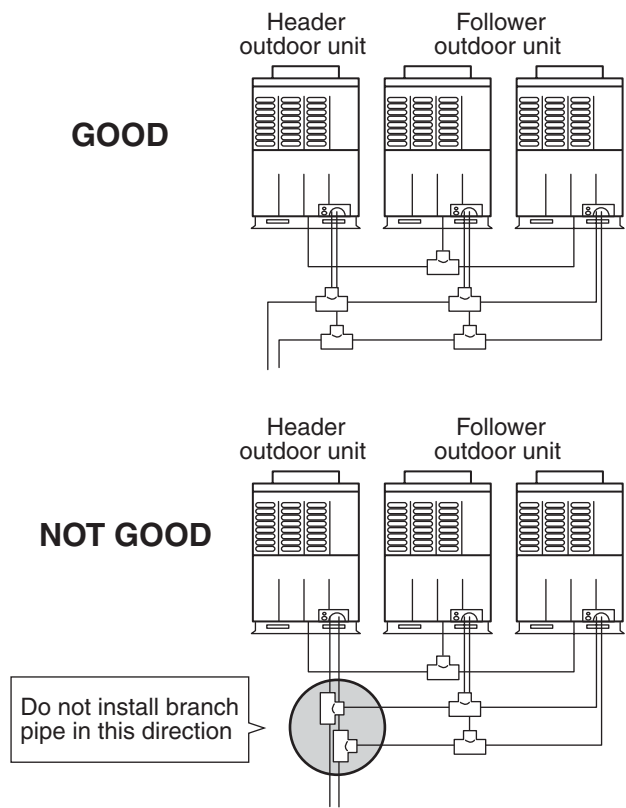 Header
outdoor unit
Follower
outdoor unit
GOOD
Header
outdoor unit
Follower
outdoor unit
NOT GOOD
Do not install branch
pipe in this direction